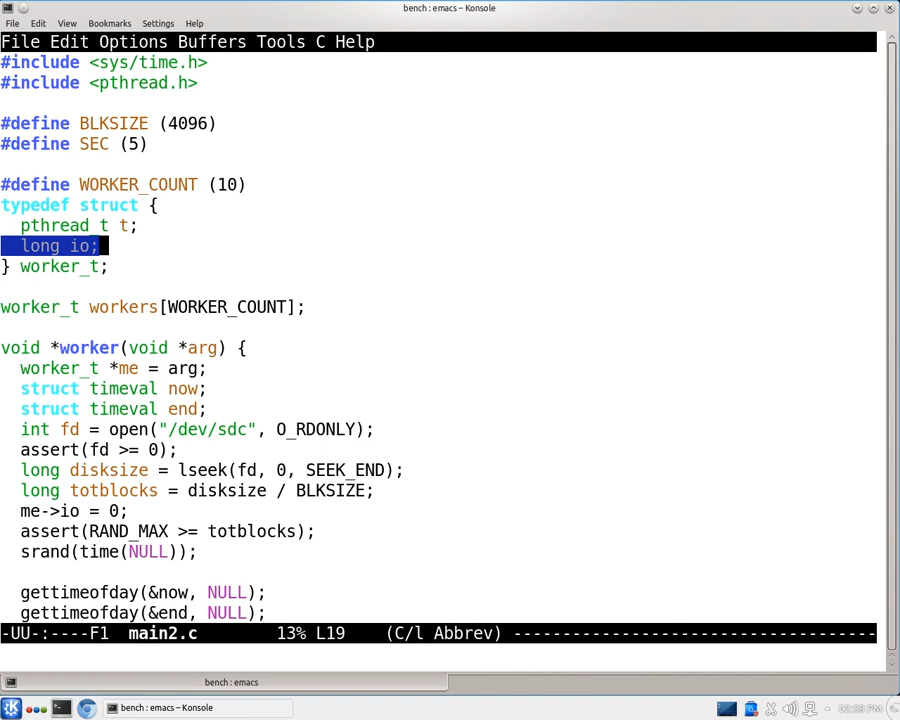 bench : emacs – Konsole
File Edit View Bookmarks Settings Help
File Edit Options Buffers Tools C Help
#include <sys/time.h>
#include <pthread.h>
#define BLKSIZE (4096)
#define SEC (5)
#define WORKER_COUNT (10)
typedef struct {
  pthread_t t;
  long io;
} worker_t;
worker_t workers[WORKER_COUNT];
void *worker(void *arg) {
  worker_t *me = arg;
  struct timeval now;
  struct timeval end;
  int fd = open("/dev/sdc", O_RDONLY);
  assert(fd >= 0);
  long disksize = lseek(fd, 0, SEEK_END);
  long totblocks = disksize / BLKSIZE;
  me->io = 0;
  assert(RAND_MAX >= totblocks);
  srand(time(NULL));
  gettimeofday(&now, NULL);
  gettimeofday(&end, NULL);
-UU-:----F1  main2.c        13% L19    (C/l Abbrev) -------------------------------------
bench : emacs
bench : emacs – Konsole
02:58 PM